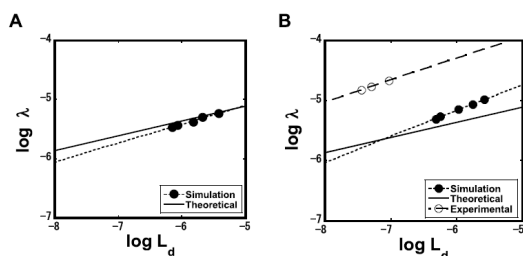 A
B
-4
-5
-6
-7
-8
-7
-6
-5
log λ
log L_d
Simulation
Theoretical
-4
-5
-6
-7
-8
-7
-6
-5
log λ
log L_d
Simulation
Theoretical
Experimental